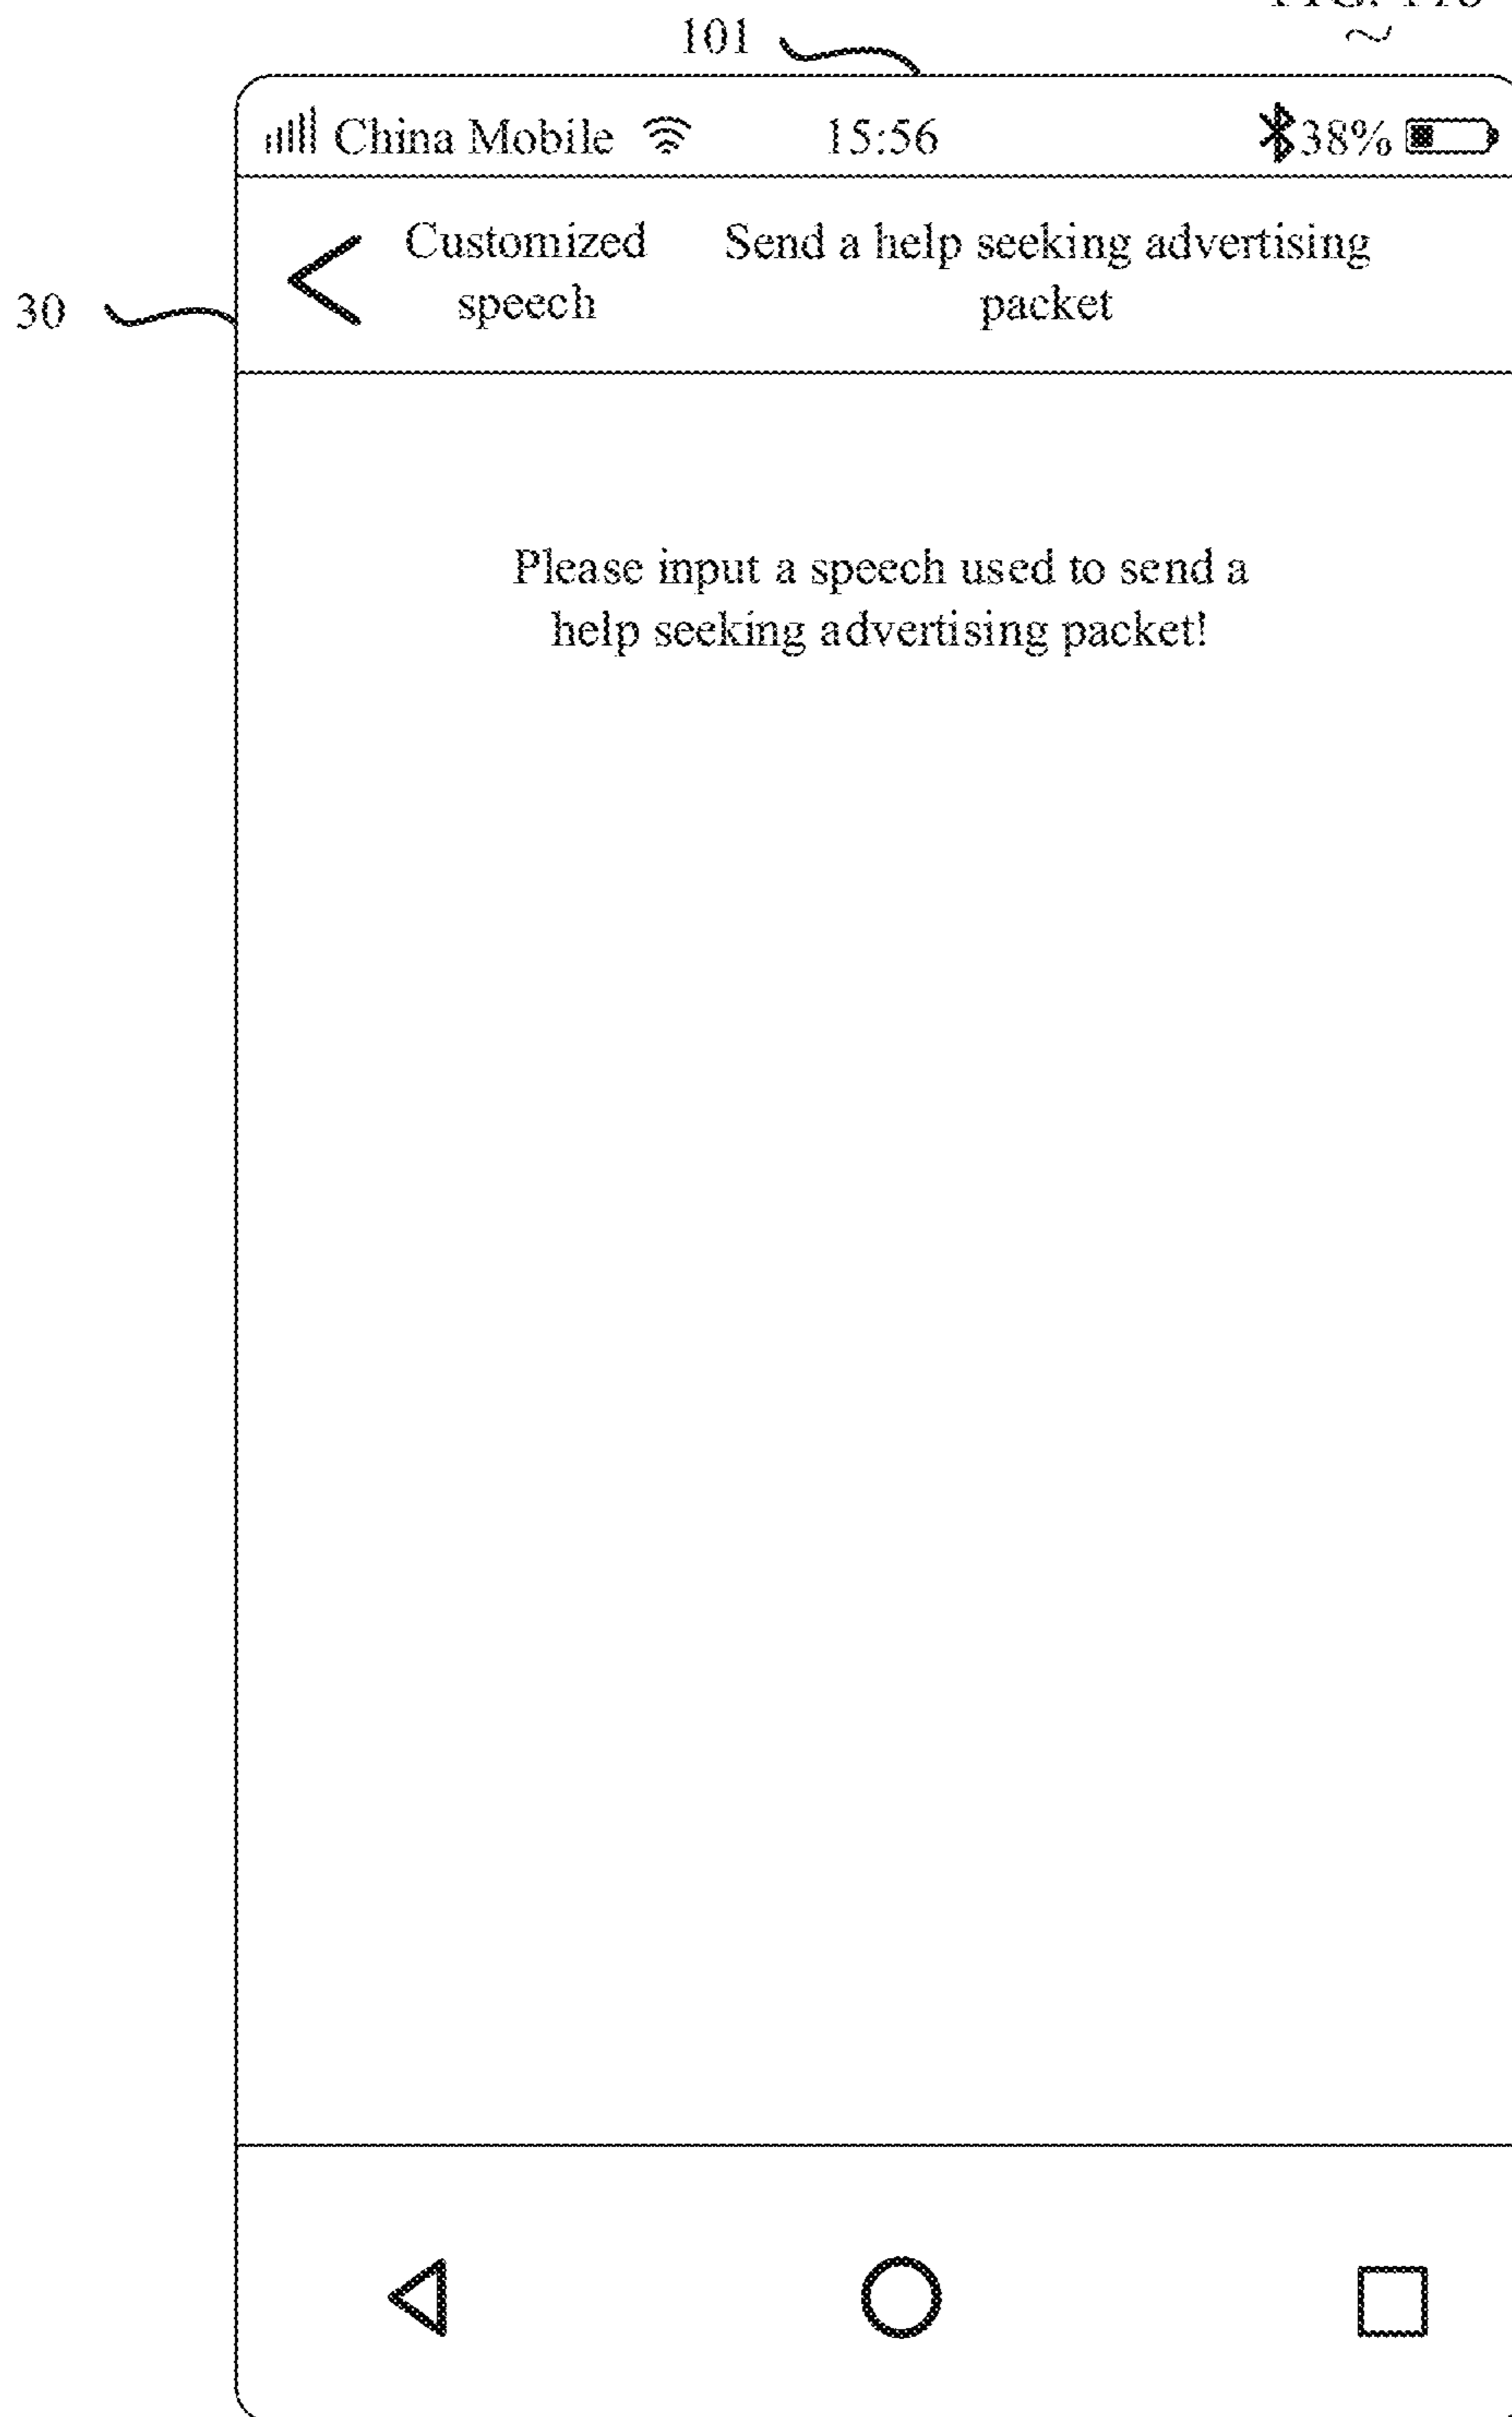 101
China Mobile 15:56 38%
Customized
speech
Send a help seeking advertising
packet
30
Please input a speech used to send a
help seeking advertising packet!